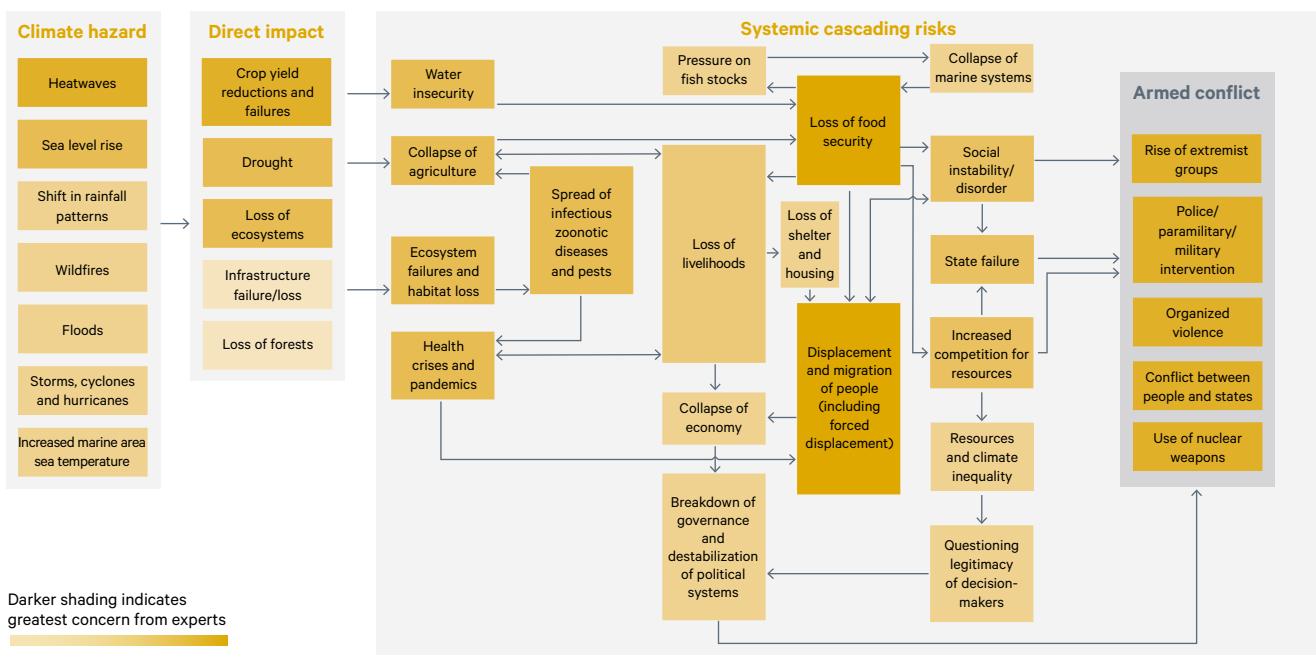 Climate hazard
Heatwaves
Sea level rise
Shift in rainfall
patterns
Wildfires
Floods
Storms, cyclones
and hurricanes
Increased marine area
sea temperature
Direct impact
Crop yield
reductions and
failures
Drought
Loss of
ecosystems
Infrastructure
failure/loss
Loss of forests
Systemic cascading risks
Water
insecurity
Collapse of
agriculture
Ecosystem
failures and
habitat loss
Health
crises and
pandemics
Spread of
infectious
zoonotic
diseases
and pests
Pressure on
fish stocks
Loss of
livelihoods
Collapse of
economy
Breakdown of
governance
and
destabilization
of political
systems
Loss of food
security
Loss of
shelter
and
housing
Displacement
and migration
of people
(including
forced
displacement)
Collapse of
marine systems
Social
instability/
disorder
State failure
Increased
competition for
resources
Resources
and climate
inequality
Questioning
legitimacy
of decision-
makers
Armed conflict
Rise of extremist
groups
Police/
paramilitary/
military
intervention
Organized
violence
Conflict between
people and states
Use of nuclear
weapons
Darker shading indicates
greatest concern from experts